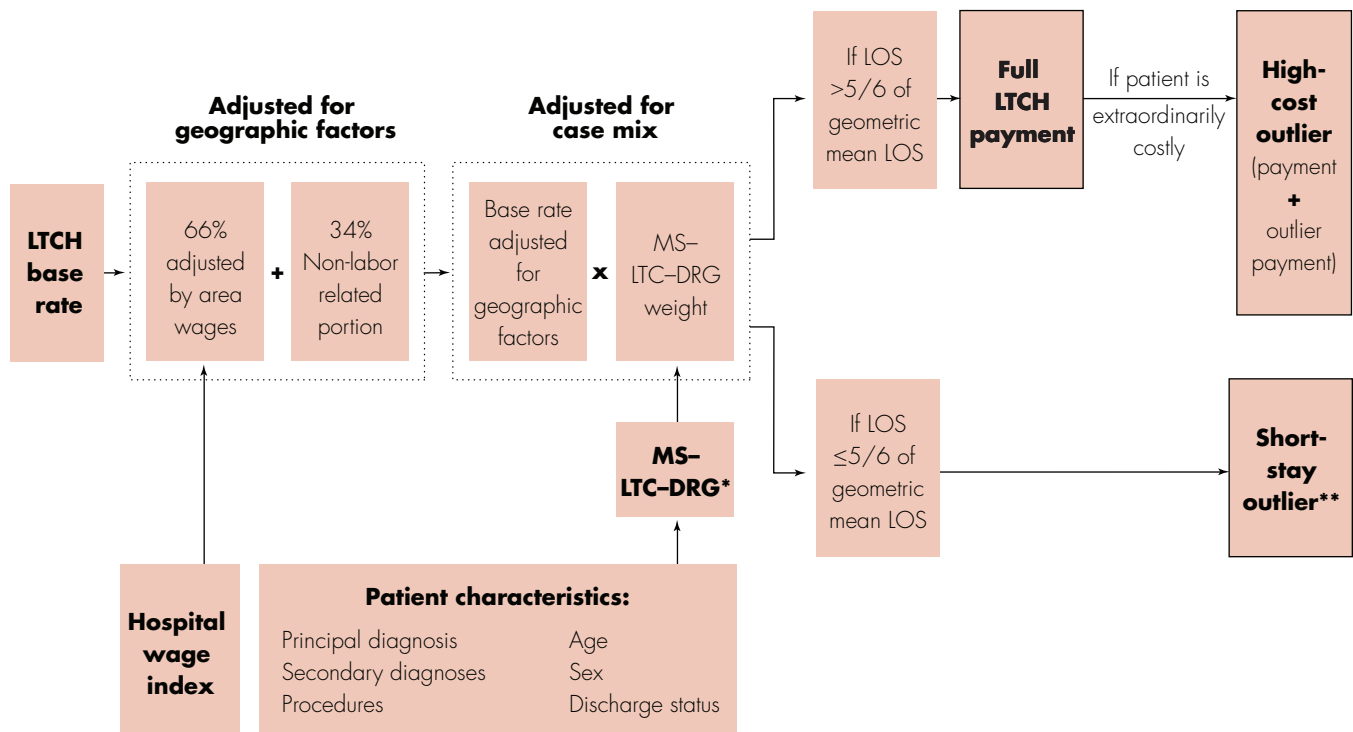 Adjusted for
geographic factors
Adjusted for
case mix
LTCH
base
rate
66%
adjusted
by area
wages
+
34%
Non-labor
related
portion
Base rate
adjusted
for
geographic
factors
x
MS–
LTC–DRG
weight
If LOS
>5/6 of
geometric
mean LOS
Full
LTCH
payment
If patient is
extraordinarily
costly
High-
cost
outlier
(payment
+
outlier
payment)
If LOS
≤5/6 of
geometric
mean LOS
Short-
stay
outlier**
MS–
LTC–DRG*
Hospital
wage
index
Patient characteristics:
Principal diagnosis
Secondary diagnoses
Procedures
Age
Sex
Discharge status